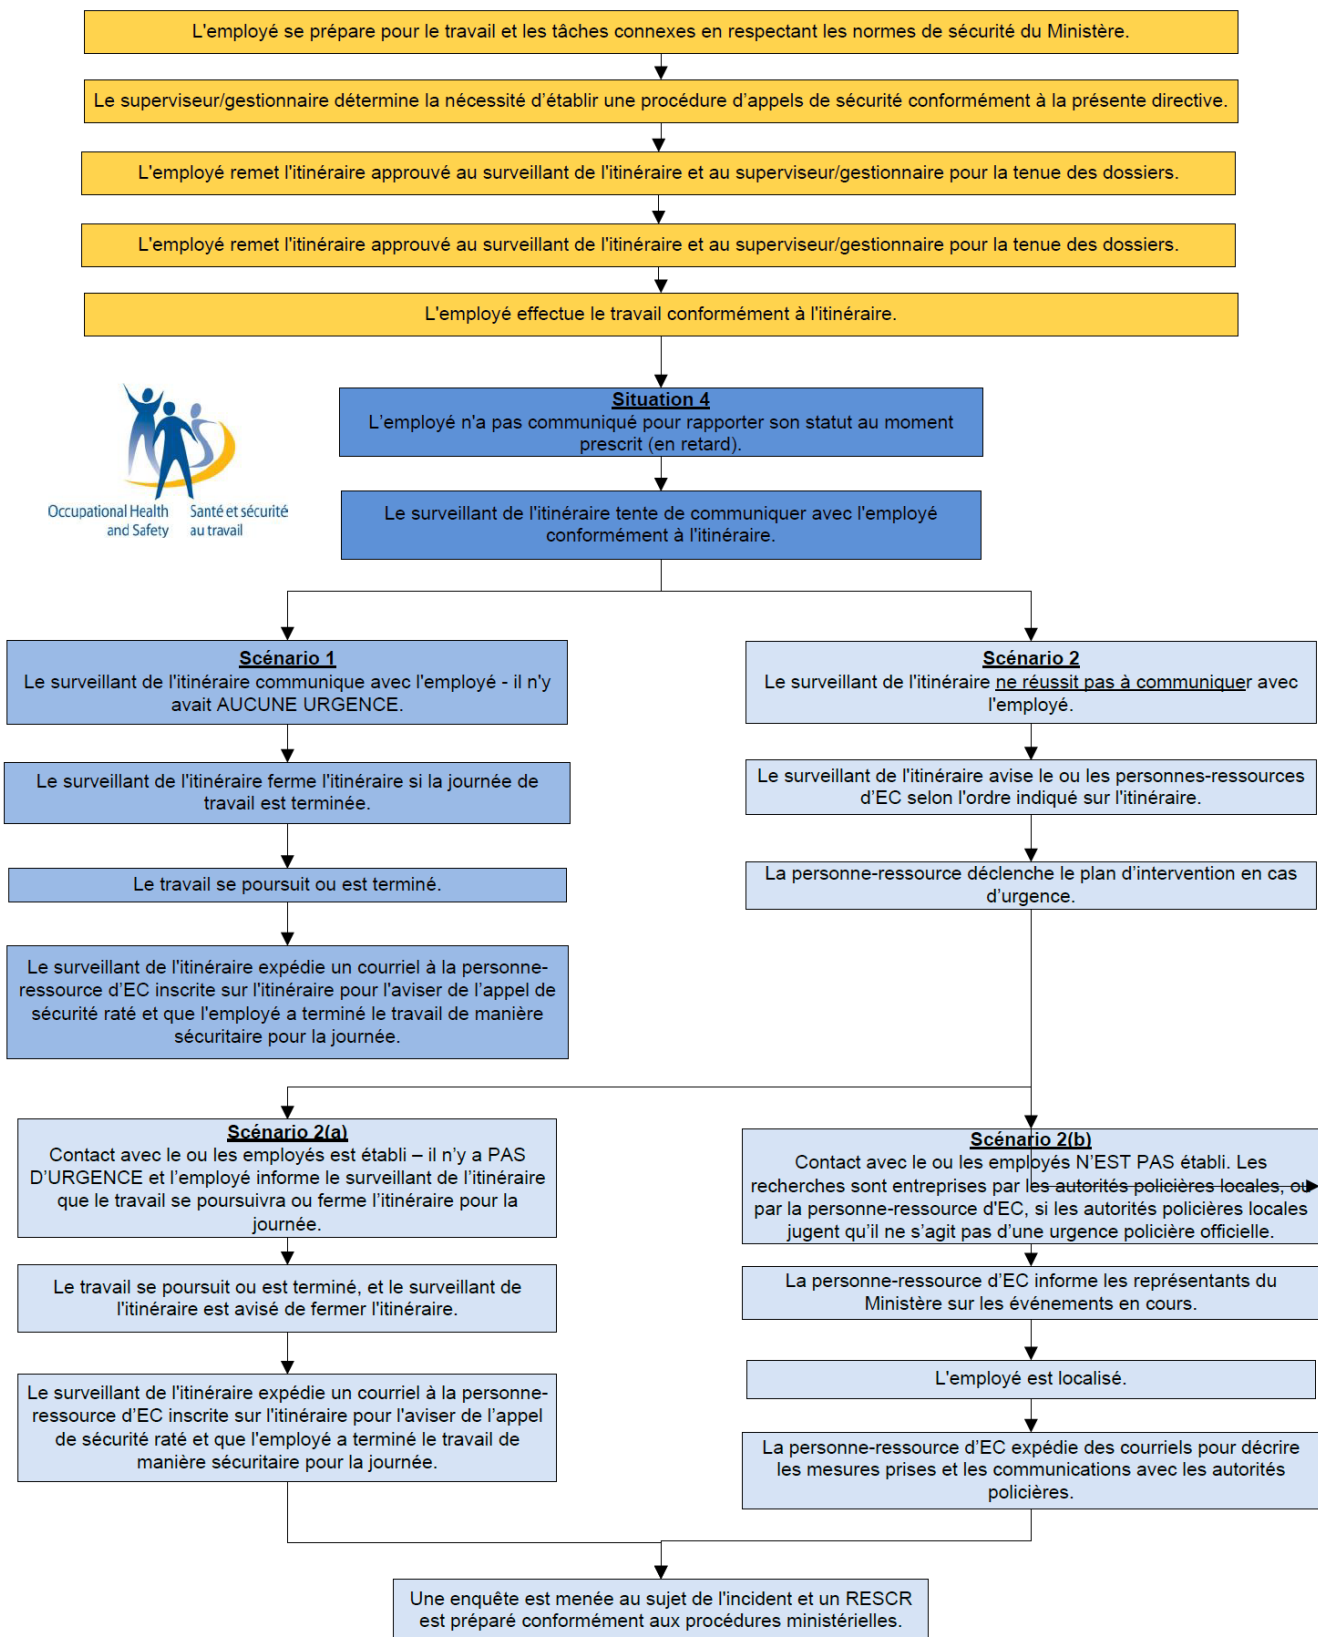 L'employé se prépare pour le travail et les tâches connexes en respectant les normes de sécurité du Ministère.
Le superviseur/gestionnaire détermine la nécessité d'établir une procédure d'appels de sécurité conformément à la présente directive.
L'employé remet l'itinéraire approuvé au surveillant de l'itinéraire et au superviseur/gestionnaire pour la tenue des dossiers.
L'employé remet l'itinéraire approuvé au surveillant de l'itinéraire et au superviseur/gestionnaire pour la tenue des dossiers.
L'employé effectue le travail conformément à l'itinéraire.
Situation 4
L'employé n'a pas communiqué pour rapporter son statut au moment
prescrit (en retard).
Occupational Health
and Safety
Santé et sécurité
au travail
Le surveillant de l'itinéraire tente de communiquer avec l'employé
conformément à l'itinéraire.
Scénario 1
Le surveillant de l'itinéraire communique avec l'employé - il n'y
avait AUCUNE URGENCE.
Le surveillant de l'itinéraire ferme l'itinéraire si la journée de
travail est terminée.
Le travail se poursuit ou est terminé.
Le surveillant de l'itinéraire expédie un courriel à la personne-
ressource d'EC inscrite sur l'itinéraire pour l'aviser de l'appel de
sécurité raté et que l'employé a terminé le travail de manière
sécuritaire pour la journée.
Scénario 2
Le surveillant de l'itinéraire ne réussit pas à communiquer avec
l'employé.
Le surveillant de l'itinéraire avise le ou les personnes-ressources
d'EC selon l'ordre indiqué sur l'itinéraire.
La personne-ressource déclenche le plan d'intervention en cas
d'urgence.
Scénario 2(a)
Contact avec le ou les employés est établi – il n'y a PAS
D'URGENCE et l'employé informe le surveillant de l'itinéraire
que le travail se poursuivra ou ferme l'itinéraire pour la
journée.
Le travail se poursuit ou est terminé, et le surveillant de
l'itinéraire est avisé de fermer l'itinéraire.
Le surveillant de l'itinéraire expédie un courriel à la personne-
ressource d'EC inscrite sur l'itinéraire pour l'aviser de l'appel
de sécurité raté et que l'employé a terminé le travail de
manière sécuritaire pour la journée.
Scénario 2(b)
Contact avec le ou les employés N'EST PAS établi. Les
recherches sont entreprises par les autorités policières locales, ou
par la personne-ressource d'EC, si les autorités policières locales
jugent qu'il ne s'agit pas d'une urgence policière officielle.
La personne-ressource d'EC informe les représentants du
Ministère sur les événements en cours.
L'employé est localisé.
La personne-ressource d'EC expédie des courriels pour décrire
les mesures prises et les communications avec les autorités
policières.
Une enquête est menée au sujet de l'incident et un RESCR
est préparé conformément aux procédures ministérielles.